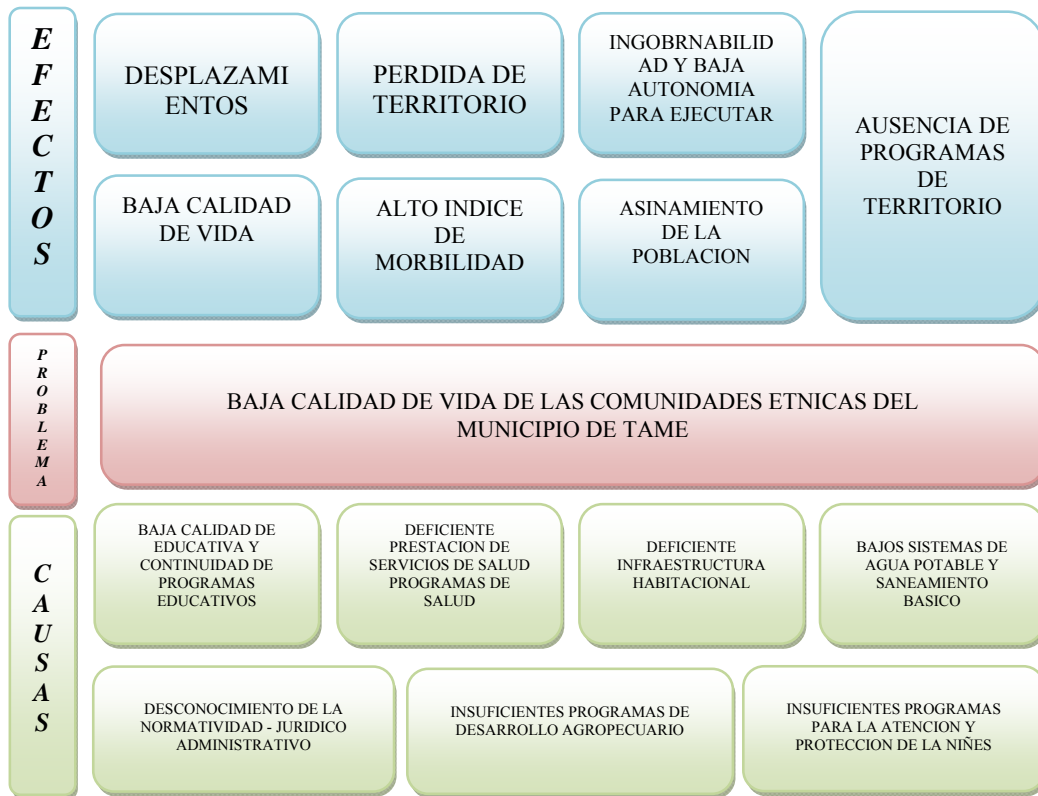 EFECTOS
DESPLAZAMI
ENTOS
PERDIDA DE
TERRITORIO
INGOBRNABILID
AD Y BAJA
AUTONOMIA
PARA EJECUTAR
AUSENCIA DE
PROGRAMAS
DE
TERRITORIO
BAJA CALIDAD
DE VIDA
ALTO INDICE
DE
MORBILIDAD
ASINAMIENTO
DE LA
POBLACION
PROBLEMA
BAJA CALIDAD DE VIDA DE LAS COMUNIDADES ETNICAS DEL
MUNICIPIO DE TAME
CAUSAS
BAJA CALIDAD DE
EDUCATIVA Y
CONTINUIDAD DE
PROGRAMAS
EDUCATIVOS
DEFICIENTE
PRESTACION DE
SERVICIOS DE SALUD
PROGRAMAS DE
SALUD
DEFICIENTE
INFRAESTRUCTURA
HABITACIONAL
BAJOS SISTEMAS DE
AGUA POTABLE Y
SANEAMIENTO
BASICO
DESCONOCIMIENTO DE LA
NORMATIVIDAD - JURIDICO
ADMINISTRATIVO
INSUFICIENTES PROGRAMAS DE
DESARROLLO AGROPECUARIO
INSUFICIENTES PROGRAMAS
PARA LA ATENCION Y
PROTECCION DE LA NIÑES